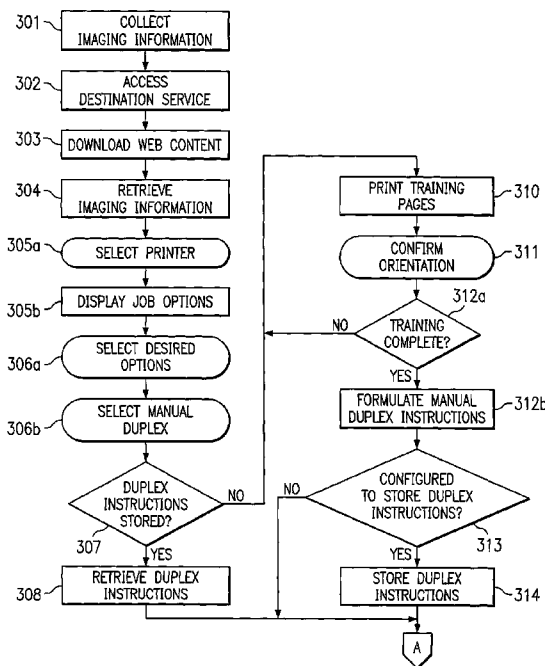 301
COLLECT
IMAGING INFORMATION
302
ACCESS
DESTINATION SERVICE
303
DOWNLOAD WEB CONTENT
304
RETRIEVE
IMAGING INFORMATION
305a
SELECT PRINTER
305b
DISPLAY JOB OPTIONS
306a
SELECT DESIRED
OPTIONS
306b
SELECT MANUAL
DUPLEX
DUPLEX
INSTRUCTIONS
STORED?
NO
307
YES
308
RETRIEVE DUPLEX
INSTRUCTIONS
PRINT TRAINING
PAGES
310
CONFIRM
ORIENTATION
311
312a
NO
TRAINING
COMPLETE?
YES
FORMULATE MANUAL
DUPLEX INSTRUCTIONS
312b
NO
CONFIGURED
TO STORE DUPLEX
INSTRUCTIONS?
313
YES
STORE DUPLEX
INSTRUCTIONS
314
A